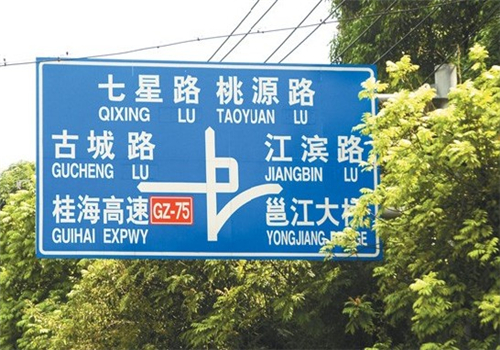 七星路 桃源路
QIXING LU TAOYUAN LU
古城路 江滨路
GUCHENG LU JIANGBIN LU
桂海高速 GZ-75 邕江大桥
GUIHAI EXPWY YONGJIANG